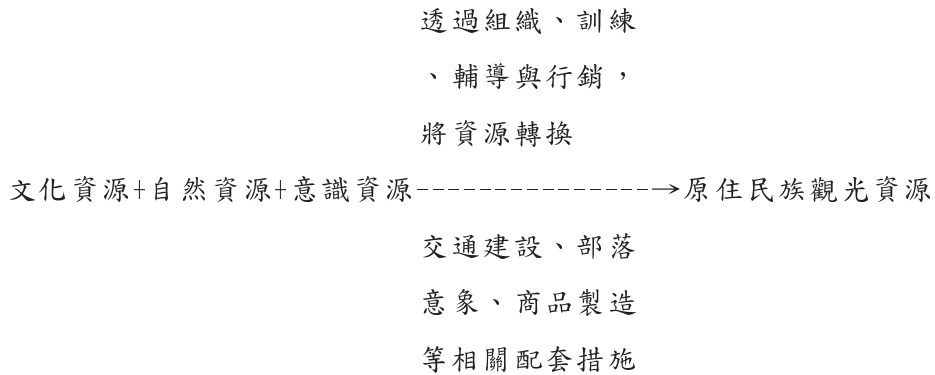 透過組織、訓練
、輔導與行銷，
將資源轉換
文化資源+自然資源+意識資源---------------→原住民族觀光資源
交通建設、部落
意象、商品製造
等相關配套措施